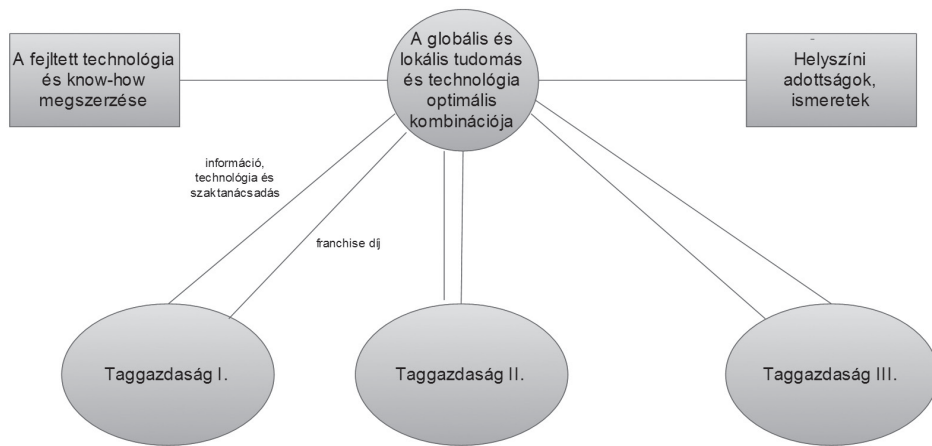 A fejltett technológia
és know-how
megszerzése
A globális és
lokális tudomás
és technológia
optimális
kombinációja
Helyszíni
adottságok,
ismeretek
információ,
technológia és
szaktanácsadás
franchise díj
Taggazdaság I.
Taggazdaság II.
Taggazdaság III.